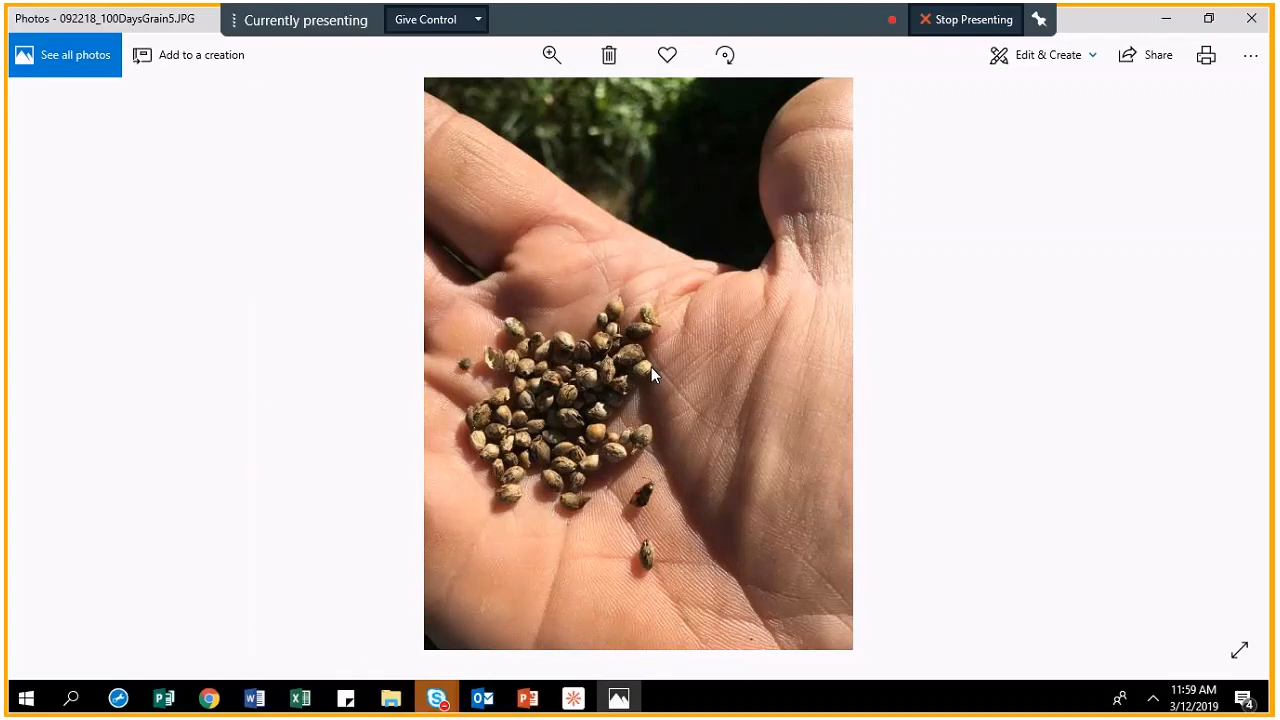 Photos - 092218_100DaysGrain5.JPG
Currently presenting
Give Control
Stop Presenting
See all photos
Add to a creation
Edit & Create
Share
11:59 AM
3/12/2019
4